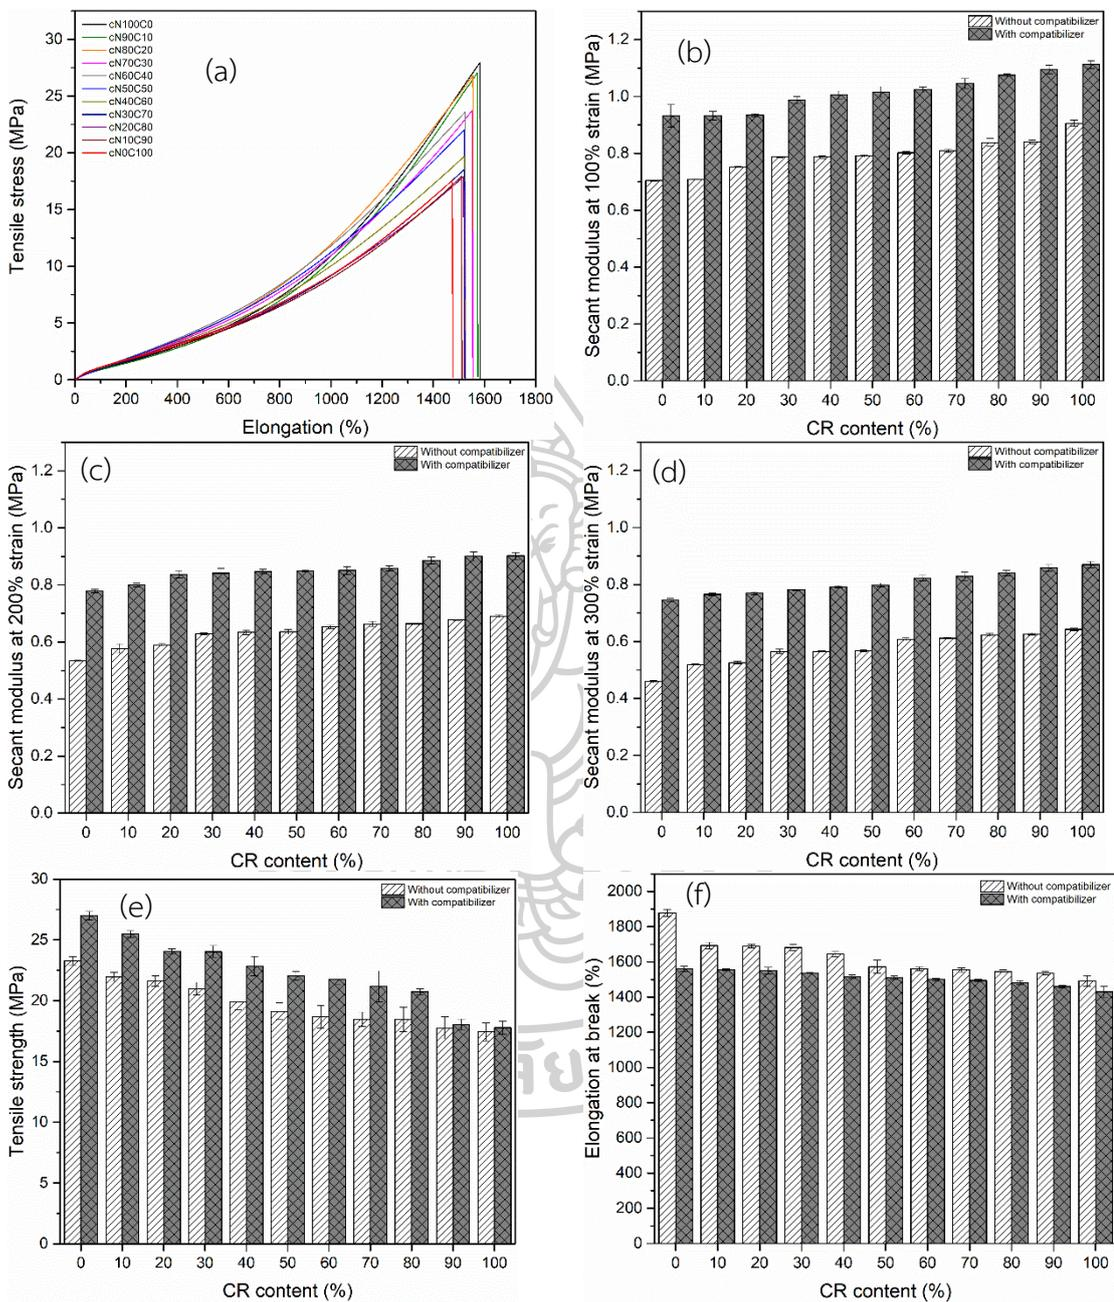 (a)
cN100C0
cN90C10
cN80C20
cN70C30
cN60C40
cN50C50
cN40C60
cN30C70
cN20C80
cN10C90
cN0C100
Tensile stress (MPa)
30
25
20
15
10
5
0
0 200 400 600 800 1000 1200 1400 1600 1800
Elongation (%)
(b)
Without compatibilizer
With compatibilizer
Secant modulus at 100% strain (MPa)
1.2
1.0
0.8
0.6
0.4
0.2
0.0
0 10 20 30 40 50 60 70 80 90 100
CR content (%)
(c)
Without compatibilizer
With compatibilizer
Secant modulus at 200% strain (MPa)
1.2
1.0
0.8
0.6
0.4
0.2
0.0
0 10 20 30 40 50 60 70 80 90 100
CR content (%)
(d)
Without compatibilizer
With compatibilizer
Secant modulus at 300% strain (MPa)
1.2
1.0
0.8
0.6
0.4
0.2
0.0
0 10 20 30 40 50 60 70 80 90 100
CR content (%)
(e)
Without compatibilizer
With compatibilizer
Tensile strength (MPa)
30
25
20
15
10
5
0
0 10 20 30 40 50 60 70 80 90 100
CR content (%)
(f)
Without compatibilizer
With compatibilizer
Elongation at break (%)
2000
1800
1600
1400
1200
1000
800
600
400
200
0
0 10 20 30 40 50 60 70 80 90 100
CR content (%)